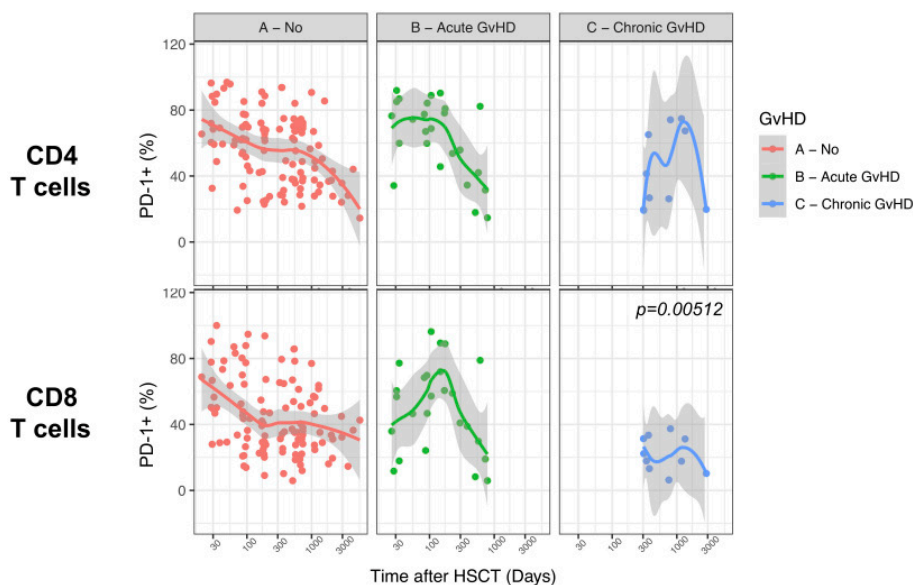 A – No
B – Acute GvHD
C – Chronic GvHD
CD4
T cells
PD-1+ (%)
120
80
40
0
GvHD
A – No
B – Acute GvHD
C – Chronic GvHD
CD8
T cells
PD-1+ (%)
120
80
40
0
p=0.00512
30
100
300
1000
3000
30
100
300
1000
3000
30
100
300
1000
3000
Time after HSCT (Days)